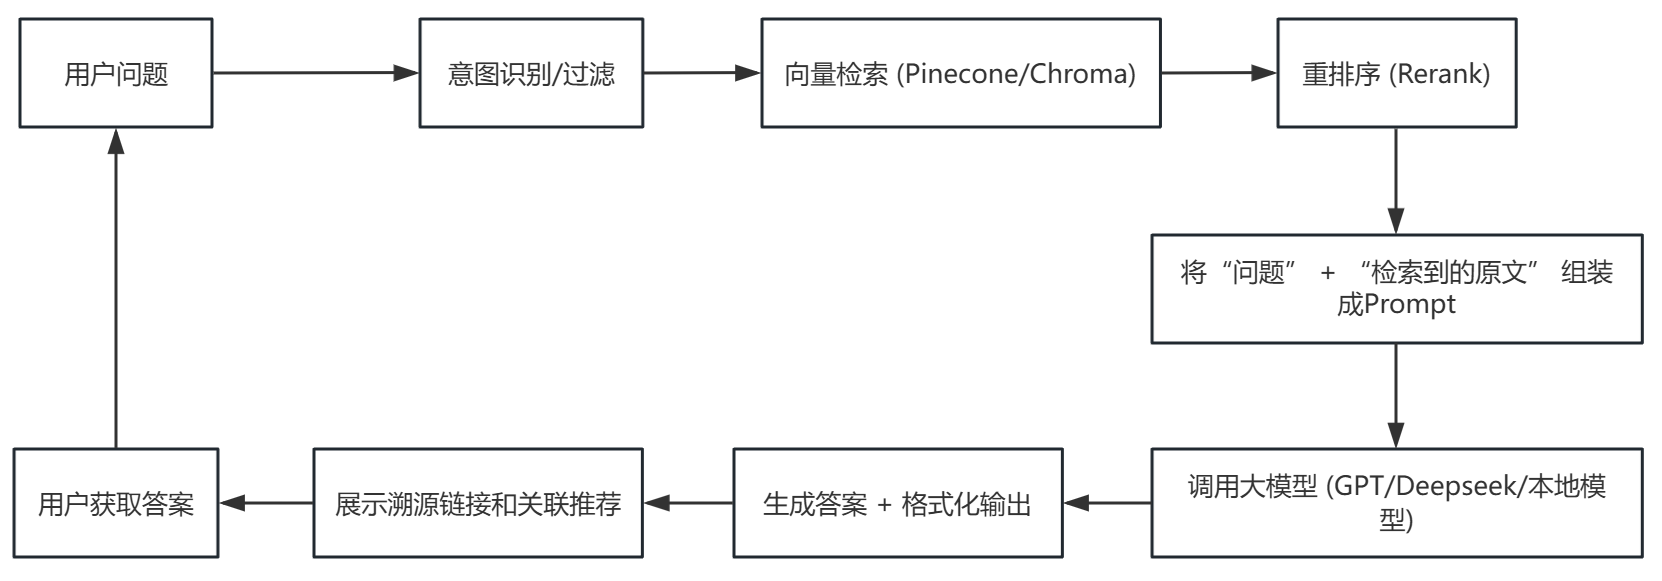 用户问题
意图识别/过滤
向量检索 (Pinecone/Chroma)
重排序 (Rerank)
将“问题” + “检索到的原文” 组装
成Prompt
调用大模型 (GPT/Deepseek/本地模
型)
生成答案 + 格式化输出
展示溯源链接和关联推荐
用户获取答案